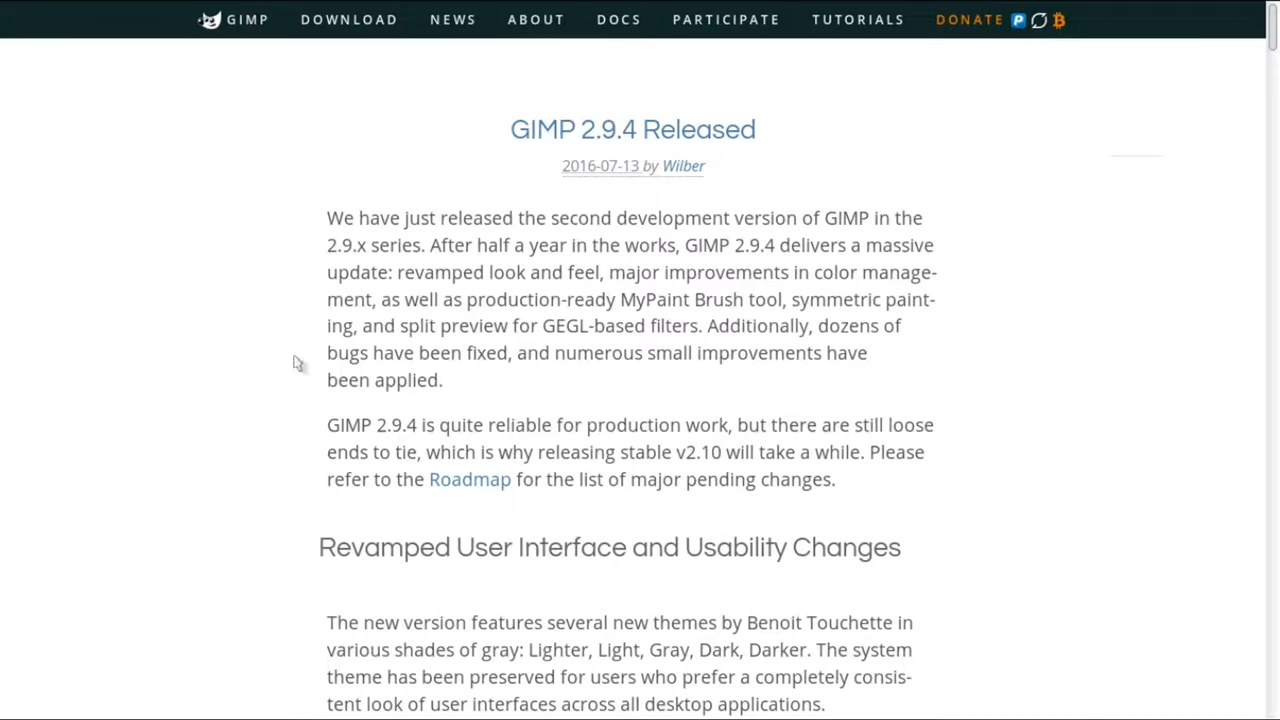 GIMP DOWNLOAD NEWS ABOUT DOCS PARTICIPATE TUTORIALS DONATE
GIMP 2.9.4 Released
2016-07-13 by Wilber
We have just released the second development version of GIMP in the
2.9.x series. After half a year in the works, GIMP 2.9.4 delivers a massive
update: revamped look and feel, major improvements in color manage-
ment, as well as production-ready MyPaint Brush tool, symmetric paint-
ing, and split preview for GEGL-based filters. Additionally, dozens of
bugs have been fixed, and numerous small improvements have
been applied.
GIMP 2.9.4 is quite reliable for production work, but there are still loose
ends to tie, which is why releasing stable v2.10 will take a while. Please
refer to the Roadmap for the list of major pending changes.
Revamped User Interface and Usability Changes
The new version features several new themes by Benoit Touchette in
various shades of gray: Lighter, Light, Gray, Dark, Darker. The system
theme has been preserved for users who prefer a completely consis-
tent look of user interfaces across all desktop applications.